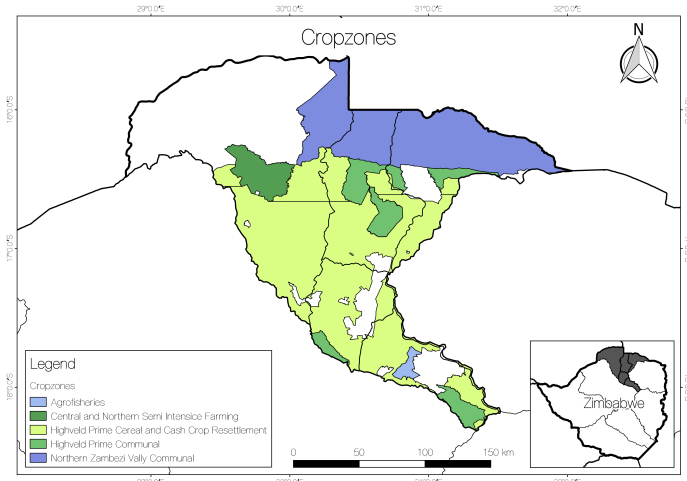 29°0.0'E 30°0.0'E 31°0.0'E 32°0.0'E
Cropzones
N
16°0.0'S
17°0.0'S
18°0.0'S
Legend
Cropzones
Agrofisheries
Central and Northern Semi Intensice Farming
Highveld Prime Cereal and Cash Crop Resettlement
Highveld Prime Communal
Northern Zambezi Vally Communal
0 50 100 150 km
Zimbabwe